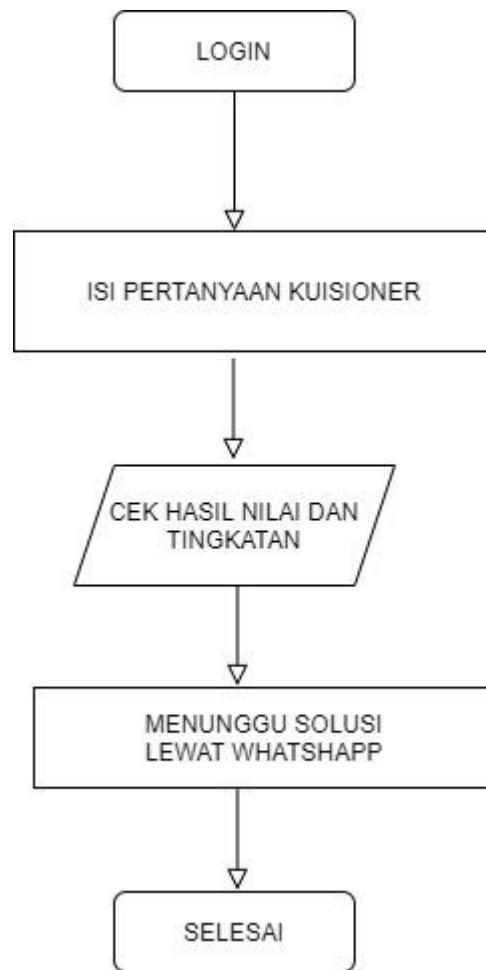 LOGIN
ISI PERTANYAAN KUISIONER
CEK HASIL NILAI DAN
TINGKATAN
MENUNGGU SOLUSI
LEWAT WHATSHAPP
SELESAI